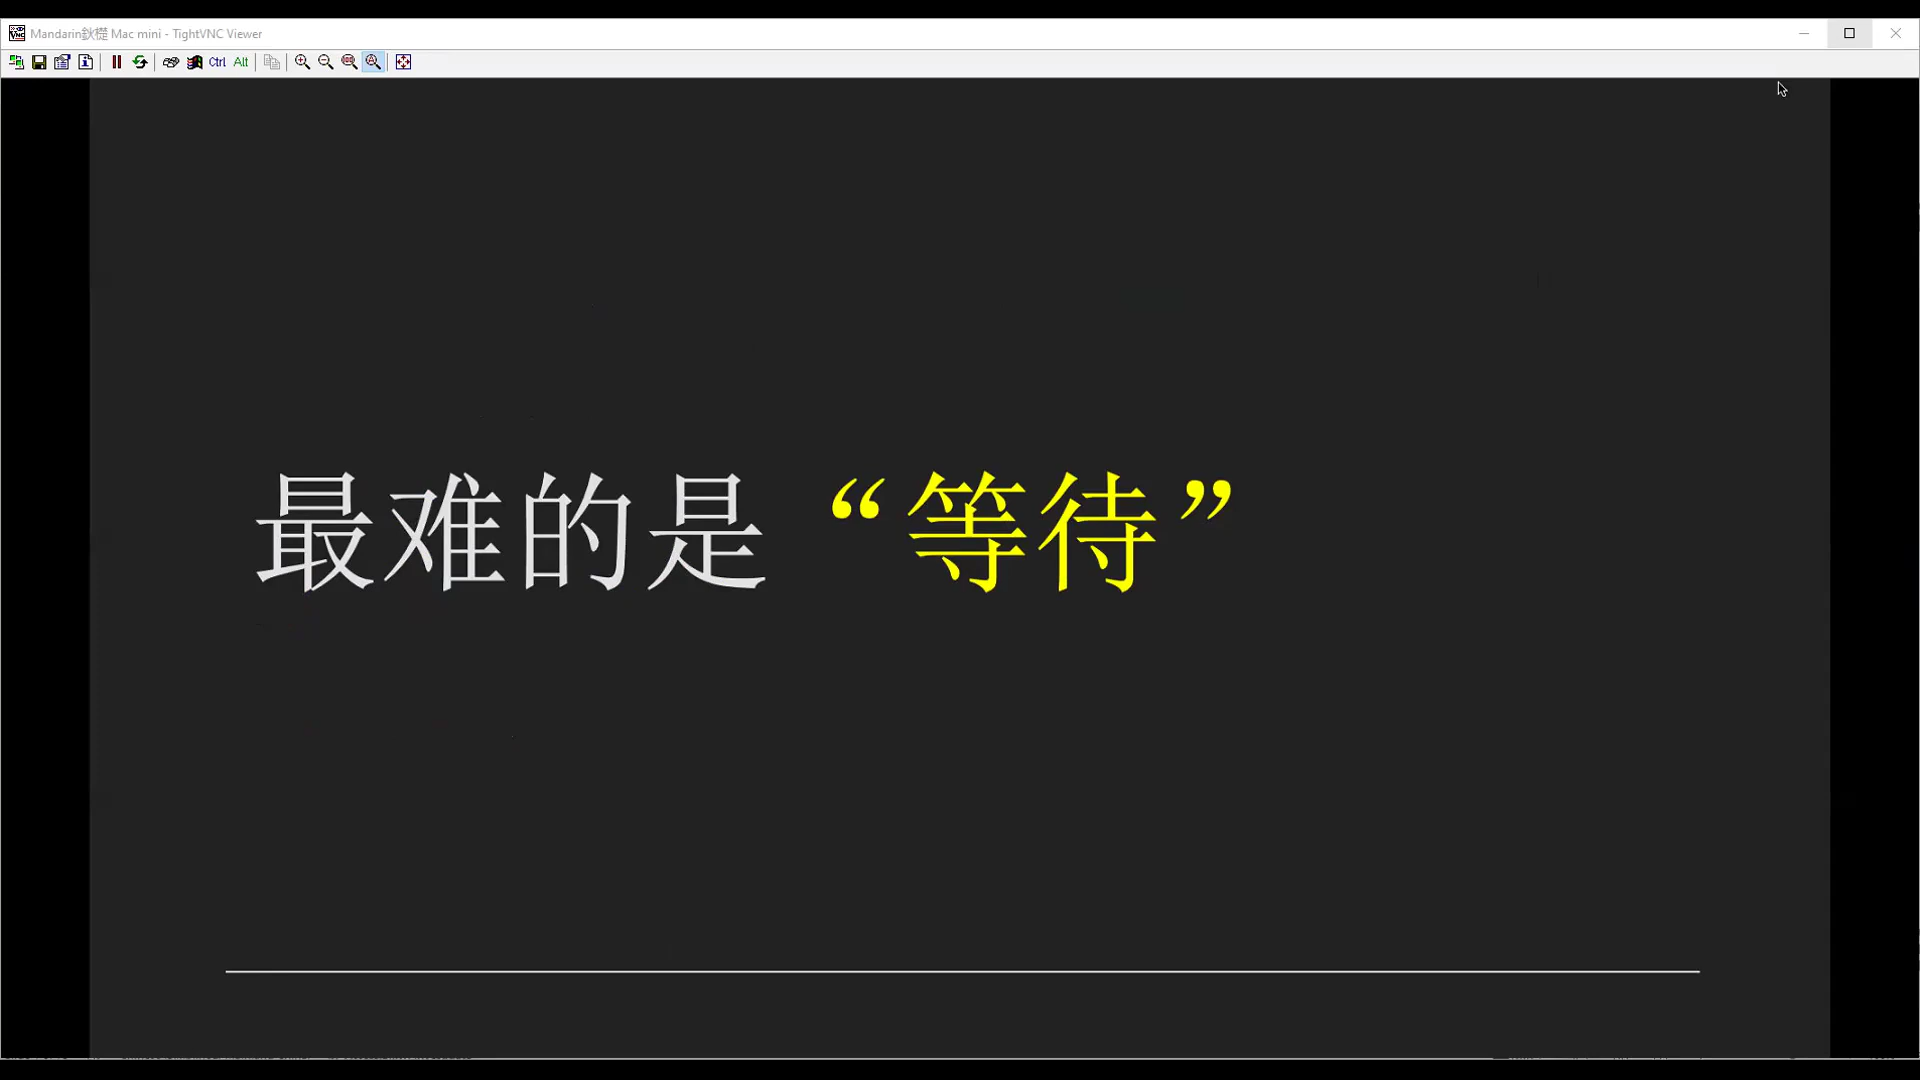 Mandarin鈥檚 Mac mini - TightVNC Viewer
Ctrl Alt
最难的是“等待”